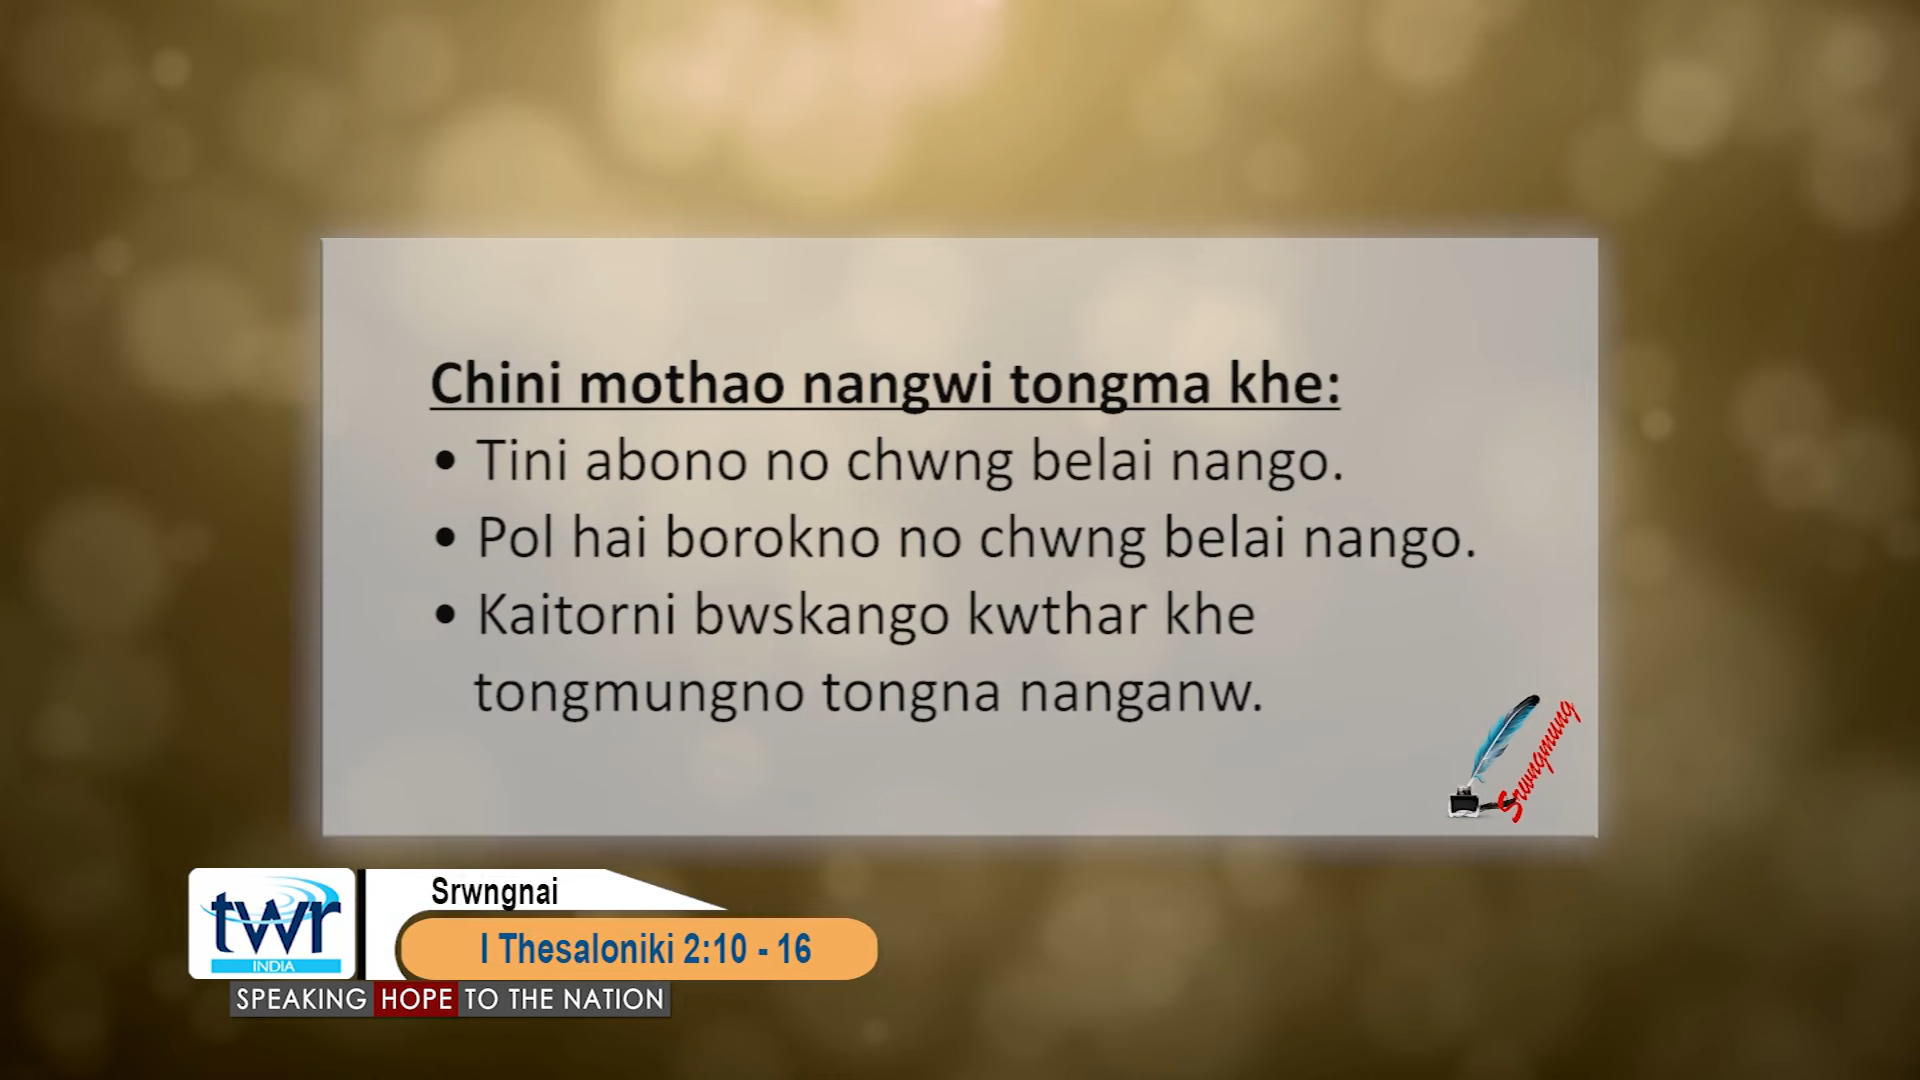 Chini mothao nangwi tongma khe:
• Tini abono no chwng belai nango.
• Pol hai borokno no chwng belai nango.
• Kaitorni bwskango kwthar khe
tongmungno tongna nanganw.
Srwngmung
twr
INDIA
Srwngnai
I Thesaloniki 2:10 - 16
SPEAKING HOPE TO THE NATION